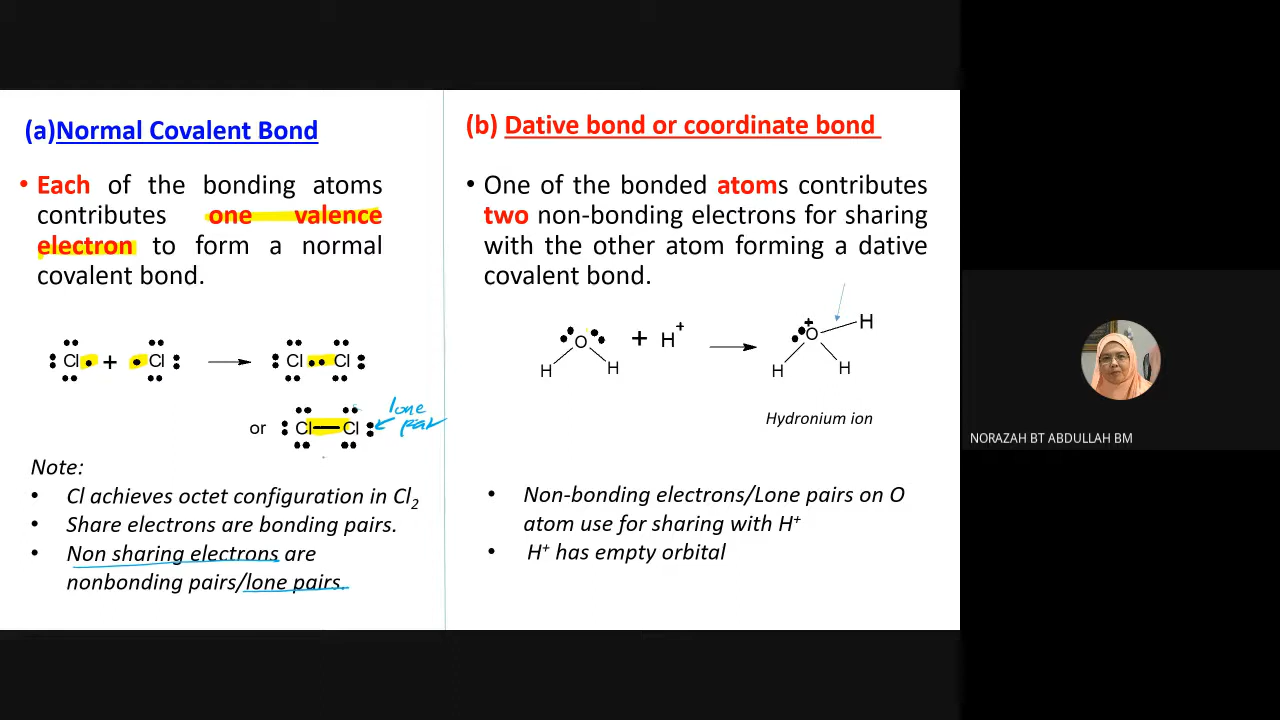 (a)Normal Covalent Bond
• Each of the bonding atoms
contributes one valence
electron to form a normal
covalent bond.
Cl + Cl → Cl Cl
or Cl—Cl
lone
pair
Note:
• Cl achieves octet configuration in Cl2
• Share electrons are bonding pairs.
• Non sharing electrons are
nonbonding pairs/lone pairs.
(b) Dative bond or coordinate bond
• One of the bonded atoms contributes
two non-bonding electrons for sharing
with the other atom forming a dative
covalent bond.
O H H + H+ → O+ H H H
Hydronium ion
• Non-bonding electrons/Lone pairs on O
atom use for sharing with H+
• H+ has empty orbital
NORAZAH BT ABDULLAH BM